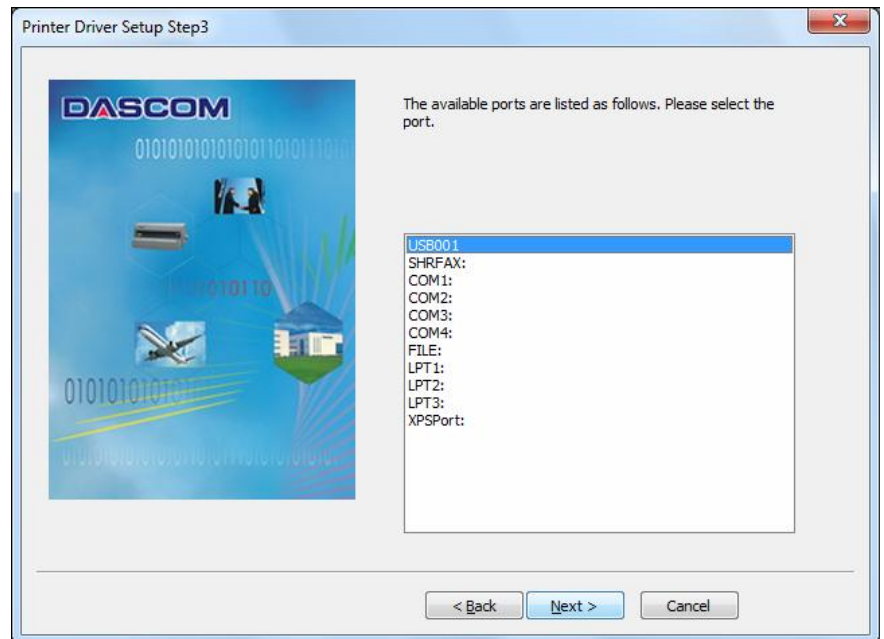 Printer Driver Setup Step3
DASCOM
The available ports are listed as follows. Please select the
port.
USB001
SHRFAX:
COM1:
COM2:
COM3:
COM4:
FILE:
LPT1:
LPT2:
LPT3:
XPSPort:
< Back
Next >
Cancel